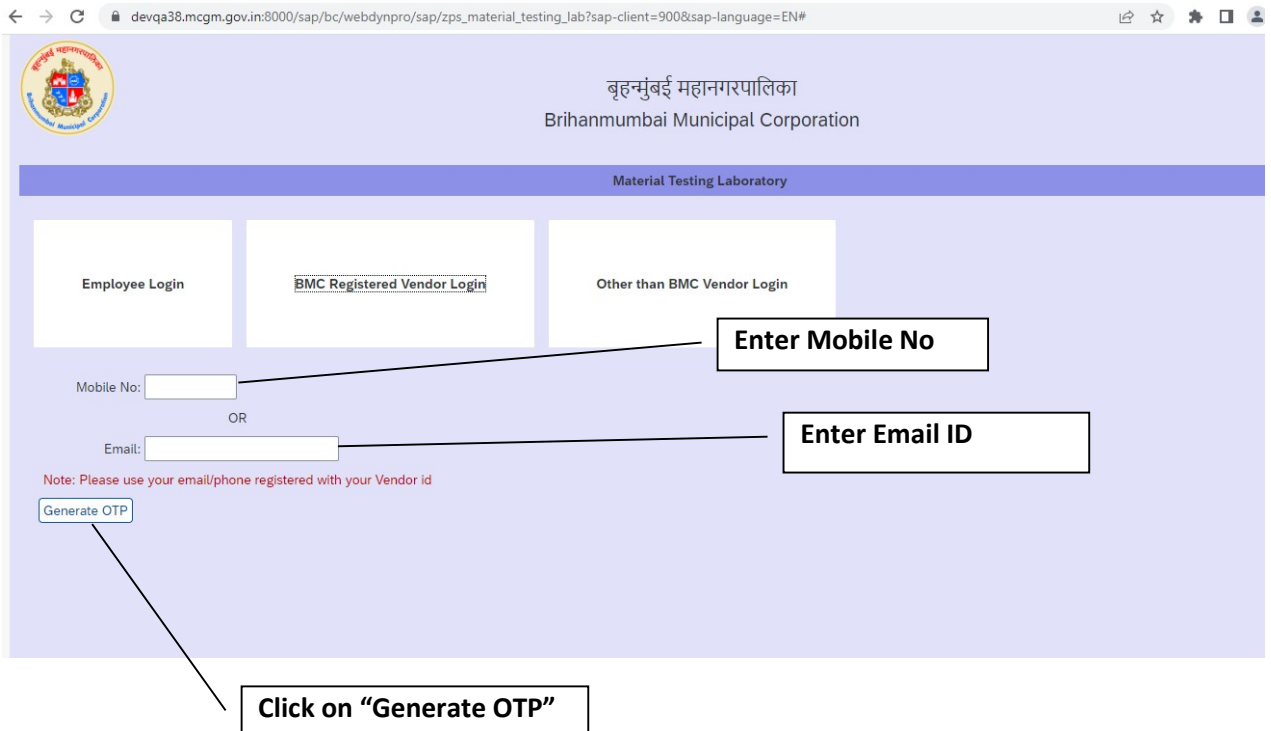 devqa38.mcgm.gov.in:8000/sap/bc/webdynpro/sap/zps_material_testing_lab?sap-client=900&sap-language=EN#
बृहन्मुंबई महानगरपालिका
Brihanmumbai Municipal Corporation
Material Testing Laboratory
Employee Login
BMC Registered Vendor Login
Other than BMC Vendor Login
Enter Mobile No
Mobile No:
OR
Enter Email ID
Email:
Note: Please use your email/phone registered with your Vendor id
Generate OTP
Click on “Generate OTP”